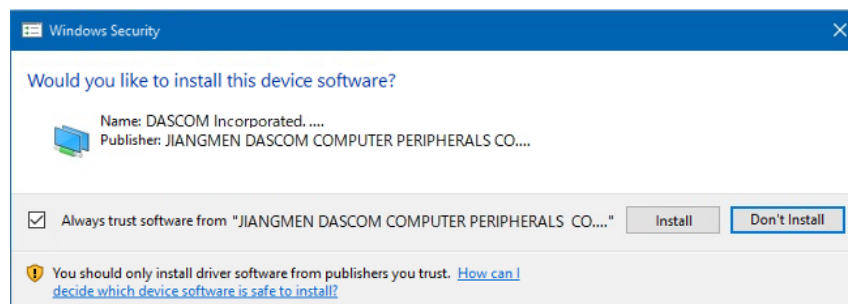 Windows Security
Would you like to install this device software?
Name: DASCOM Incorporated. ....
Publisher: JIANGMEN DASCOM COMPUTER PERIPHERALS CO....
Always trust software from "JIANGMEN DASCOM COMPUTER PERIPHERALS CO...." Install Don't Install
You should only install driver software from publishers you trust. How can I
decide which device software is safe to install?